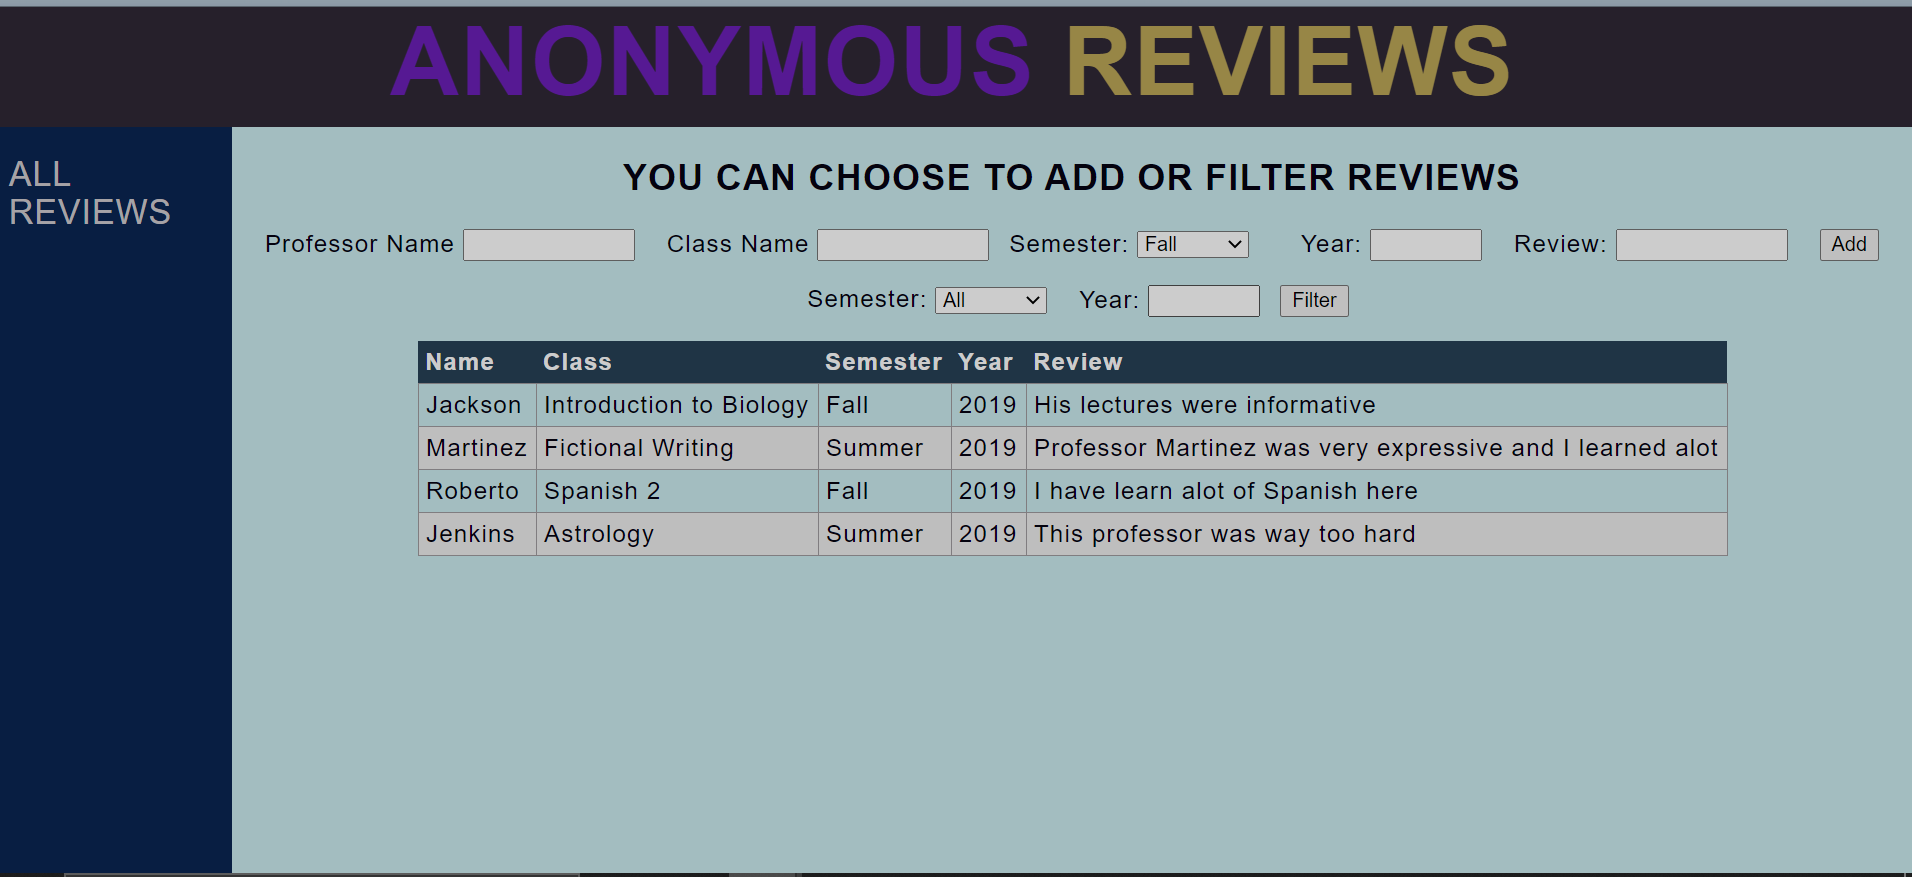 ANONYMOUS REVIEWS
ALL
REVIEWS
YOU CAN CHOOSE TO ADD OR FILTER REVIEWS
Professor Name Class Name Semester: Fall Year: Review: Add
Semester: All Year: Filter
Name Class Semester Year Review
Jackson Introduction to Biology Fall 2019 His lectures were informative
Martinez Fictional Writing Summer 2019 Professor Martinez was very expressive and I learned alot
Roberto Spanish 2 Fall 2019 I have learn alot of Spanish here
Jenkins Astrology Summer 2019 This professor was way too hard